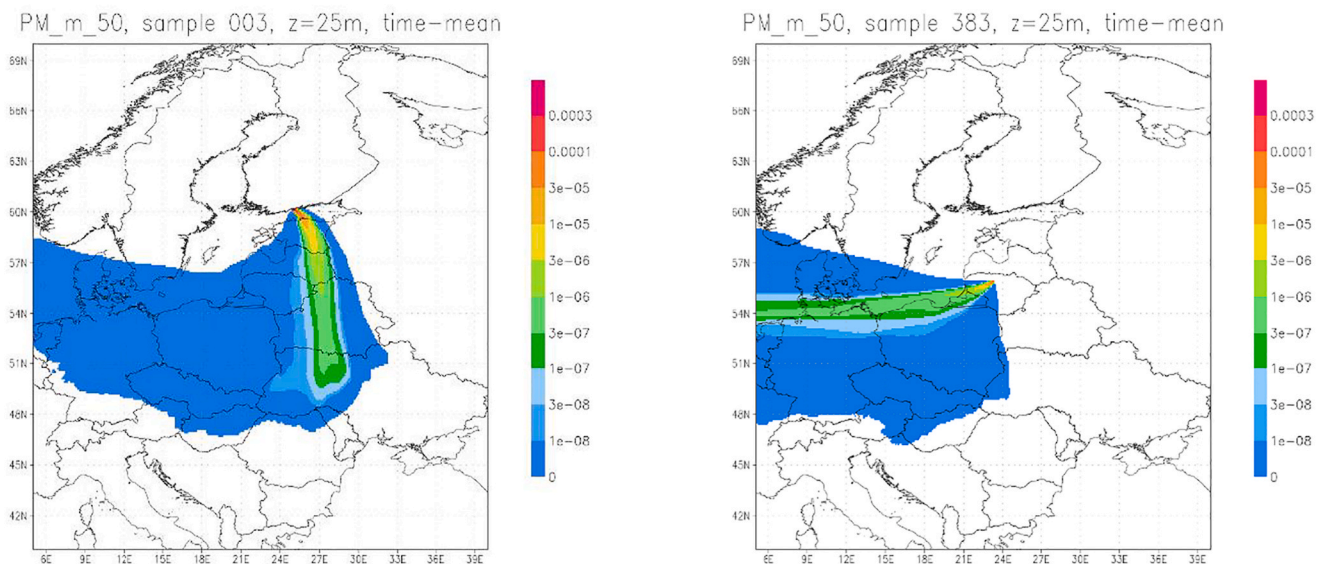 PM_m_50, sample 003, z=25m, time-mean
69N
66N
63N
60N
57N
54N
51N
48N
45N
42N
6E 9E 12E 15E 18E 21E 24E 27E 30E 33E 36E 39E
0.0003
0.0001
3e-05
1e-05
3e-06
1e-06
3e-07
1e-07
3e-08
1e-08
0
PM_m_50, sample 383, z=25m, time-mean
69N
66N
63N
60N
57N
54N
51N
48N
45N
42N
6E 9E 12E 15E 18E 21E 24E 27E 30E 33E 36E 39E
0.0003
0.0001
3e-05
1e-05
3e-06
1e-06
3e-07
1e-07
3e-08
1e-08
0